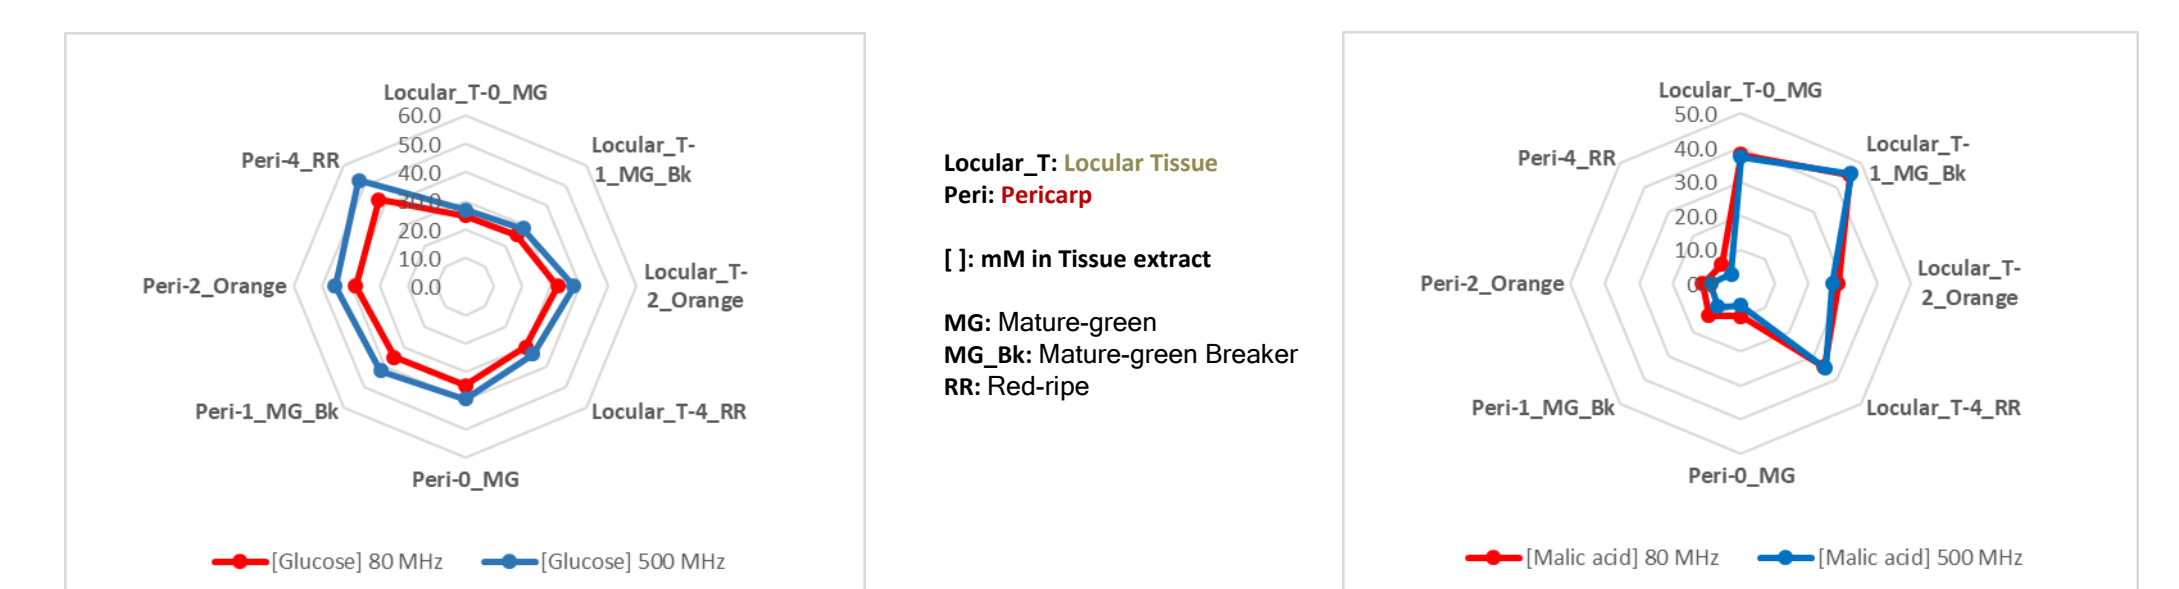 Locular_T-0_MG
60.0
50.0
40.0
30.0
20.0
10.0
0.0
Locular_T-
1_MG_Bk
Locular_T-
2_Orange
Locular_T-4_RR
Peri-0_MG
Peri-1_MG_Bk
Peri-2_Orange
Peri-4_RR
[Glucose] 80 MHz
[Glucose] 500 MHz
Locular_T: Locular Tissue
Peri: Pericarp
[ ]: mM in Tissue extract
MG: Mature-green
MG_Bk: Mature-green Breaker
RR: Red-ripe
Locular_T-0_MG
50.0
40.0
30.0
20.0
10.0
Locular_T-
1_MG_Bk
Locular_T-
2_Orange
Locular_T-4_RR
Peri-0_MG
Peri-1_MG_Bk
Peri-2_Orange
Peri-4_RR
[Malic acid] 80 MHz
[Malic acid] 500 MHz